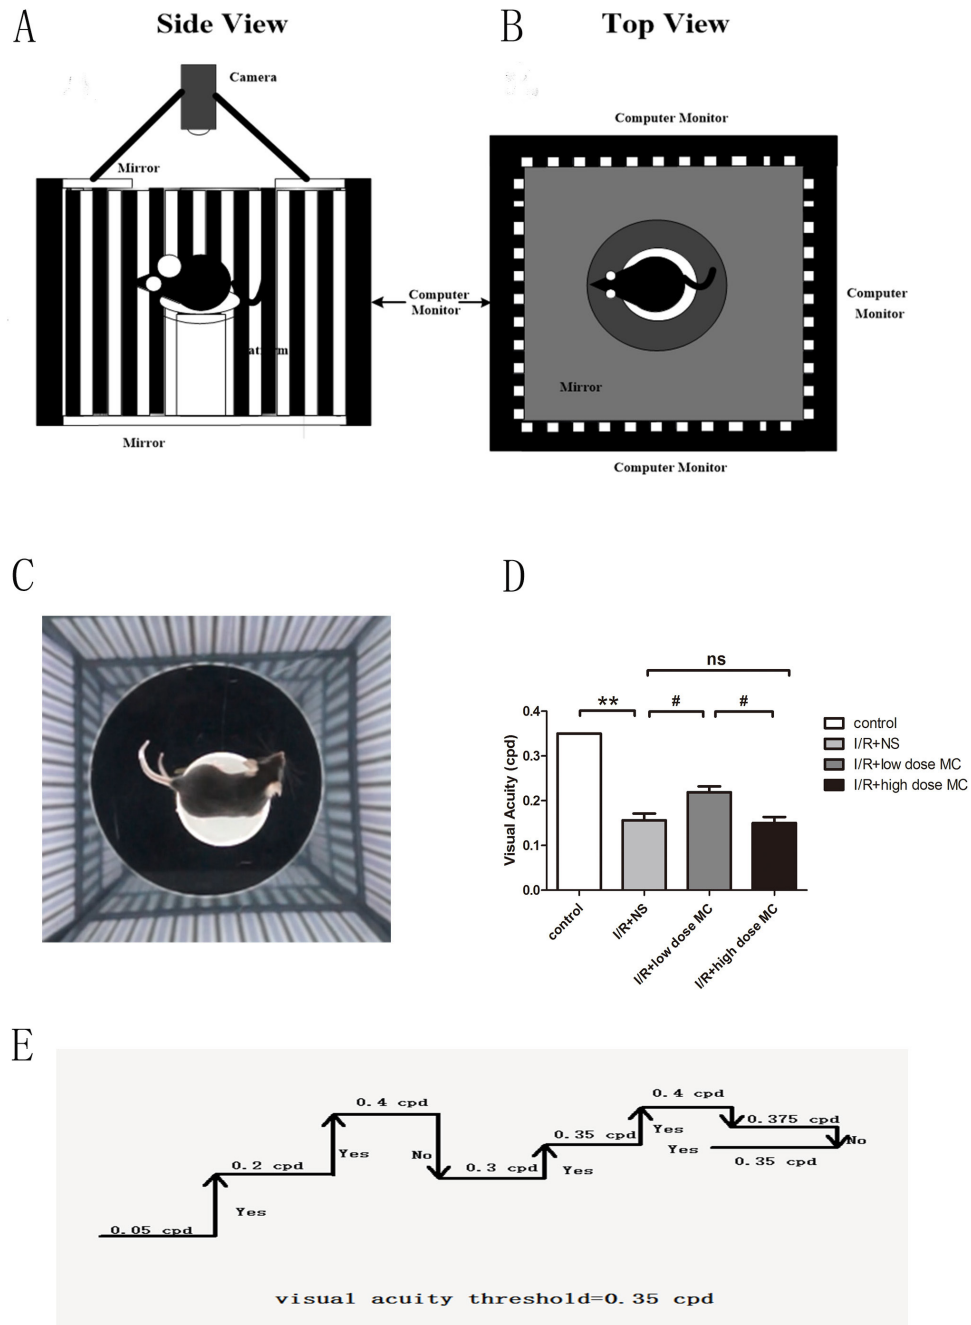 A
Side View
B
Top View
Camera
Computer Monitor
Mirror
Computer
Monitor
Computer
Monitor
Mirror
Mirror
Computer Monitor
C
D
ns
**
#
#
0.4
0.3
0.2
0.1
0.0
Visual Acuity (cpd)
control
I/R+NS
I/R+low dose MC
I/R+high dose MC
control
I/R+NS
I/R+low dose MC
I/R+high dose MC
E
0.05 cpd
Yes
0.2 cpd
Yes
0.4 cpd
No
0.3 cpd
Yes
0.35 cpd
Yes
0.4 cpd
0.375 cpd
No
Yes
0.35 cpd
visual acuity threshold=0.35 cpd